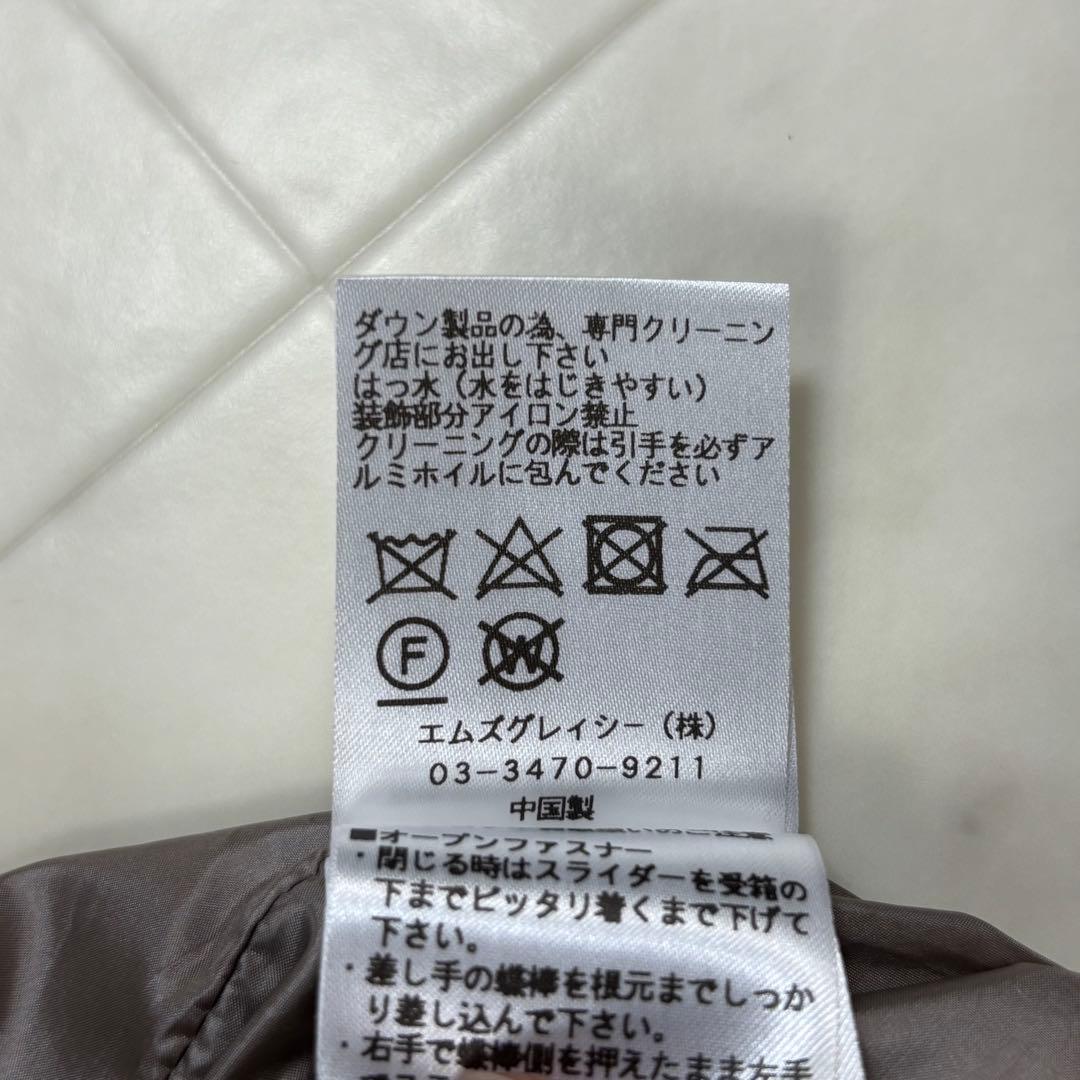 ダウン製品の為、専門クリーニン
グ店にお出し下さい
はっ水（水をはじきやすい）
装飾部分アイロン禁止
クリーニングの際は引手を必ずア
ルミホイルに包んでください
F
W
エムズグレイシー（株）
03-3470-9211
中国製
■オープンファスナー
・閉じる時はスライダーを受箱の
下までピッタリ着くまで下げて
下さい。
・差し手の蝶棒を根元までしっか
り差し込んで下さい。
・右手で蝶棒側を押えたまま左手